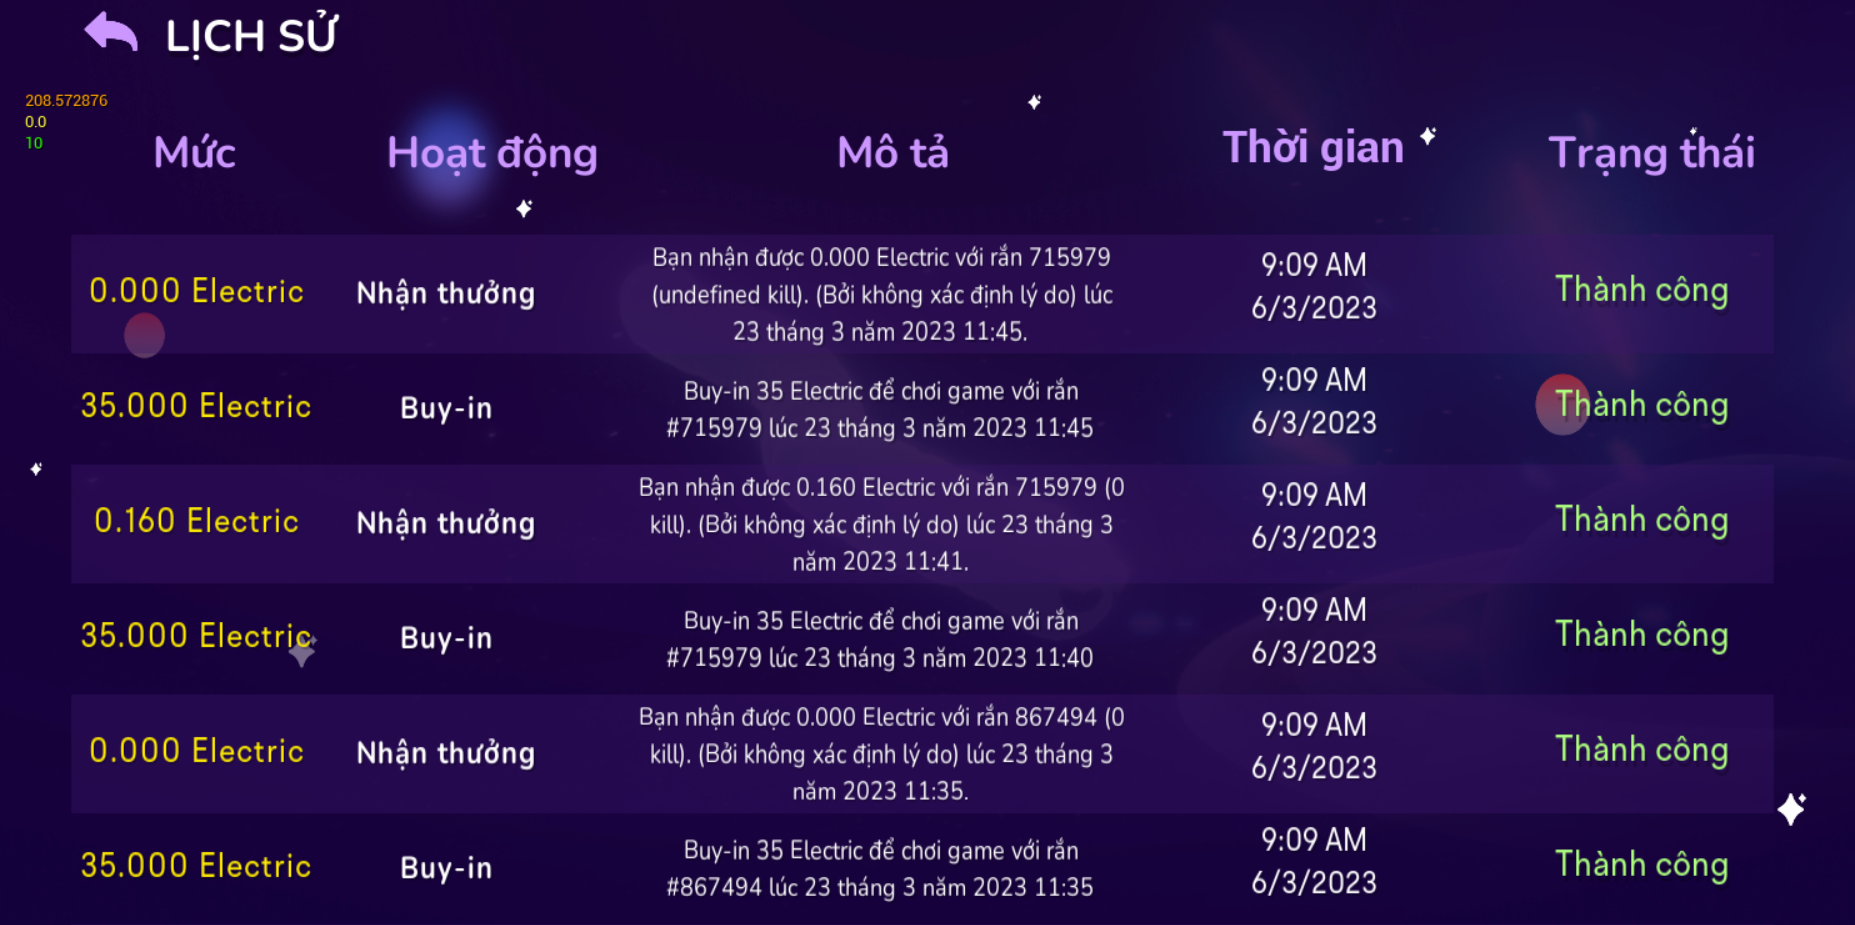 LỊCH SỬ
208.572876
0.0
10
Mức Hoạt động Mô tả Thời gian Trạng thái
Bạn nhận được 0.000 Electric với rắn 715979
(undefined kill). (Bởi không xác định lý do) lúc
23 tháng 3 năm 2023 11:45.
0.000 Electric
Nhận thưởng
9:09 AM
6/3/2023
Thành công
35.000 Electric
Buy-in
Buy-in 35 Electric để chơi game với rắn
#715979 lúc 23 tháng 3 năm 2023 11:45
9:09 AM
6/3/2023
Thành công
0.160 Electric
Nhận thưởng
Bạn nhận được 0.160 Electric với rắn 715979 (0
kill). (Bởi không xác định lý do) lúc 23 tháng 3
năm 2023 11:41.
9:09 AM
6/3/2023
Thành công
35.000 Electric
Buy-in
Buy-in 35 Electric để chơi game với rắn
#715979 lúc 23 tháng 3 năm 2023 11:40
9:09 AM
6/3/2023
Thành công
0.000 Electric
Nhận thưởng
Bạn nhận được 0.000 Electric với rắn 867494 (0
kill). (Bởi không xác định lý do) lúc 23 tháng 3
năm 2023 11:35.
9:09 AM
6/3/2023
Thành công
35.000 Electric
Buy-in
Buy-in 35 Electric để chơi game với rắn
#867494 lúc 23 tháng 3 năm 2023 11:35
9:09 AM
6/3/2023
Thành công